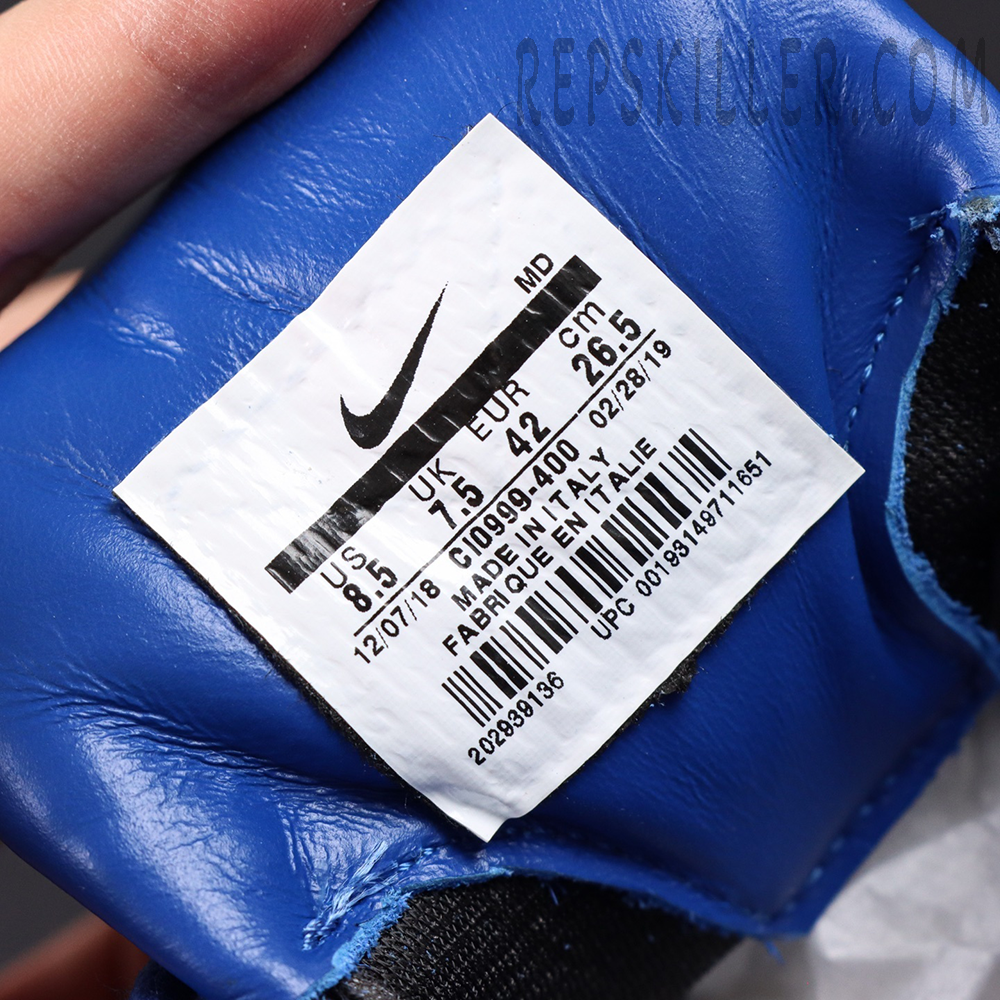 REPSKILLER.COM
MD
US UK EUR cm
8.5 7.5 42 26.5
12/07/18 CI0999-400 02/28/19
MADE IN ITALY
FABRIQUE EN ITALIE
202939136 UPC 00193149711651